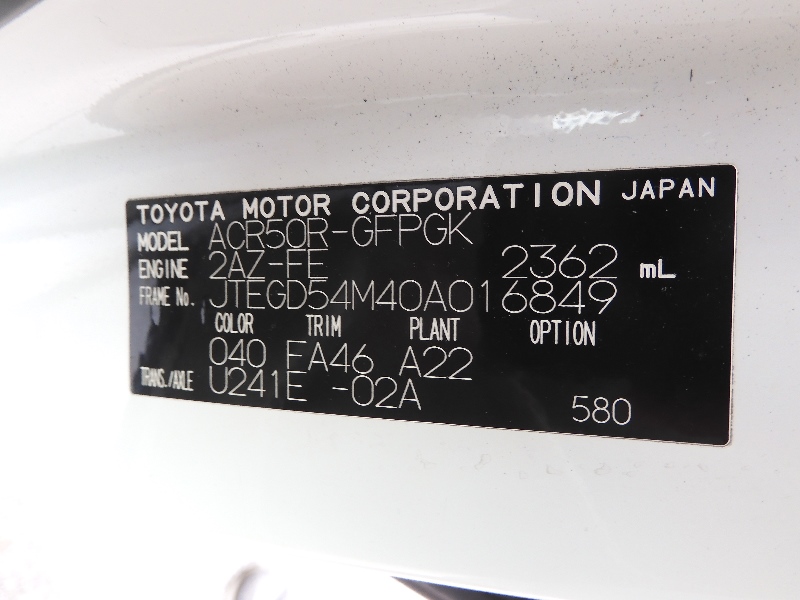 TOYOTA MOTOR CORPORATION JAPAN
MODEL ACR50R-GFPGK
ENGINE 2AZ-FE 2362 mL
FRAME No. JTEGD54M40A016849
COLOR TRIM PLANT OPTION
040 FA46 A22
TRANS./AXLE U241E -02A
580